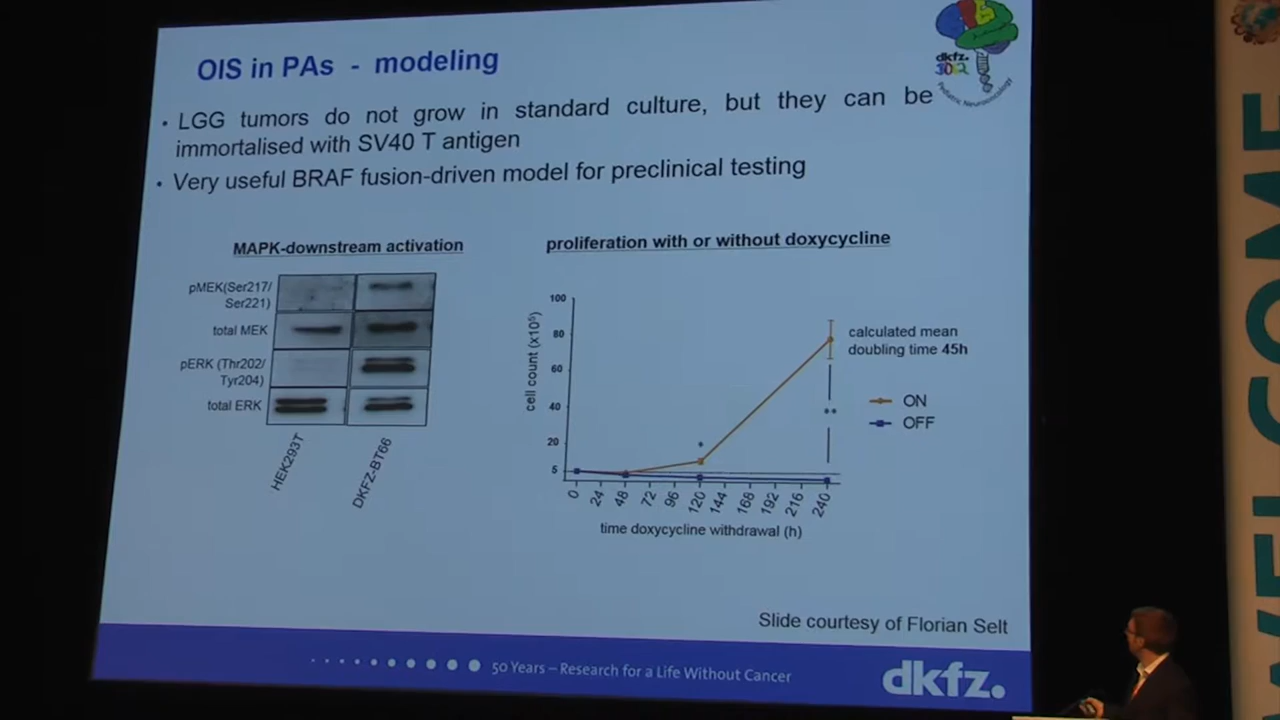 OIS in PAs - modeling
dkfz.
Pediatric Neurooncology
• LGG tumors do not grow in standard culture, but they can be
immortalised with SV40 T antigen
• Very useful BRAF fusion-driven model for preclinical testing
MAPK-downstream activation
pMEK(Ser217/
Ser221)
total MEK
pERK (Thr202/
Tyr204)
total ERK
HEK293T
DKFZ-BT66
proliferation with or without doxycycline
cell count (x10⁵)
100
80
60
40
20
5
*
**
calculated mean
doubling time 45h
ON
OFF
0 24 48 72 96 120 144 168 192 216 240
time doxycycline withdrawal (h)
Slide courtesy of Florian Selt
50 Years – Research for a Life Without Cancer
dkfz.
WELCOME